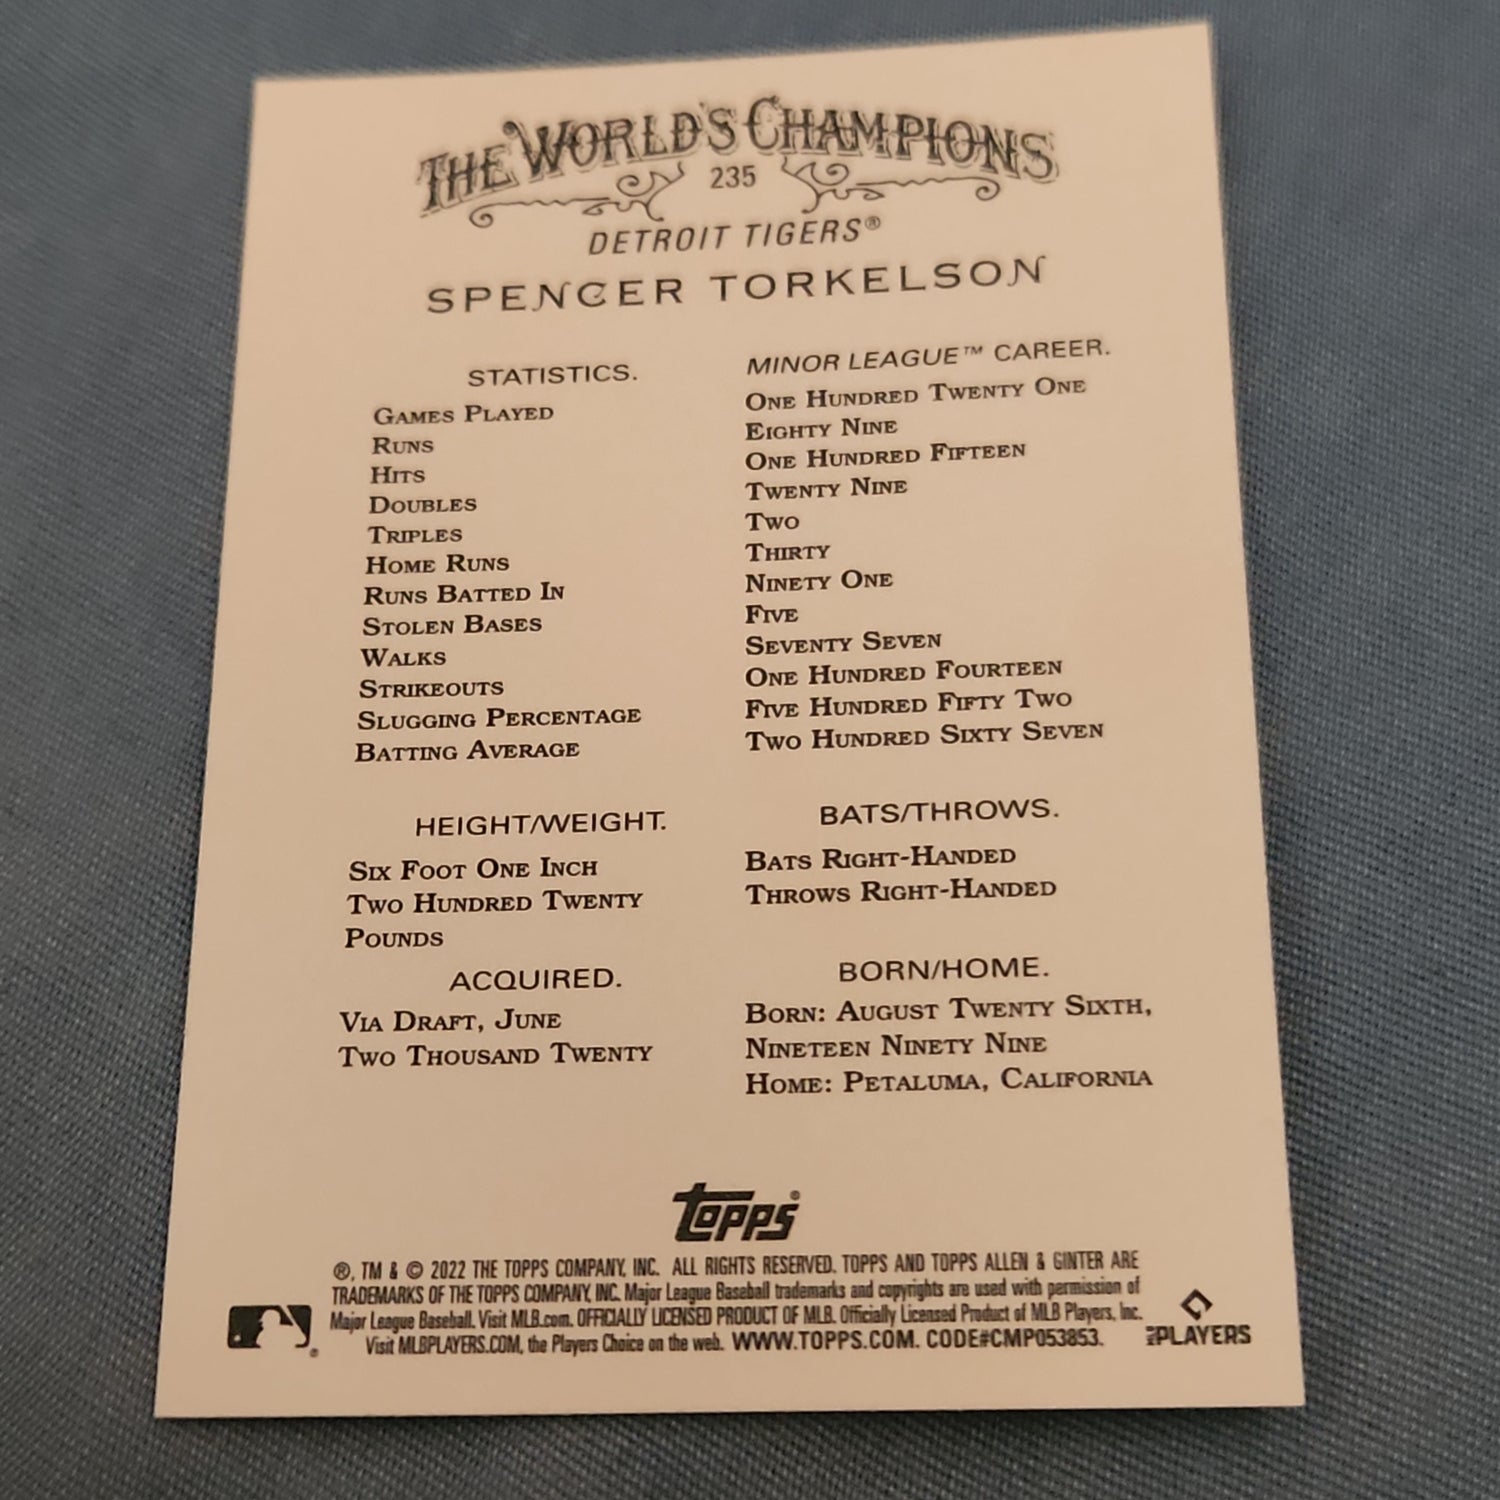 THE WORLD'S CHAMPIONS
235
DETROIT TIGERS®
SPENCER TORKELSON
STATISTICS.
GAMES PLAYED
RUNS
HITS
DOUBLES
TRIPLES
HOME RUNS
RUNS BATTED IN
STOLEN BASES
WALKS
STRIKEOUTS
SLUGGING PERCENTAGE
BATTING AVERAGE
MINOR LEAGUE™ CAREER.
ONE HUNDRED TWENTY ONE
EIGHTY NINE
ONE HUNDRED FIFTEEN
TWENTY NINE
TWO
THIRTY
NINETY ONE
FIVE
SEVENTY SEVEN
ONE HUNDRED FOURTEEN
FIVE HUNDRED FIFTY TWO
TWO HUNDRED SIXTY SEVEN
HEIGHT/WEIGHT.
SIX FOOT ONE INCH
TWO HUNDRED TWENTY
POUNDS
BATS/THROWS.
BATS RIGHT-HANDED
THROWS RIGHT-HANDED
ACQUIRED.
VIA DRAFT, JUNE
TWO THOUSAND TWENTY
BORN/HOME.
BORN: AUGUST TWENTY SIXTH,
NINETEEN NINETY NINE
HOME: PETALUMA, CALIFORNIA
Topps®
®, TM & © 2022 THE TOPPS COMPANY, INC. ALL RIGHTS RESERVED. TOPPS AND TOPPS ALLEN & GINTER ARE
TRADEMARKS OF THE TOPPS COMPANY, INC. Major League Baseball trademarks and copyrights are used with permission of
Major League Baseball. Visit MLB.com. OFFICIALLY LICENSED PRODUCT OF MLB. Officially Licensed Product of MLB Players, Inc.
Visit MLBPLAYERS.COM, the Players Choice on the web. WWW.TOPPS.COM. CODE#CMP053853.
®
MLBPLAYERS